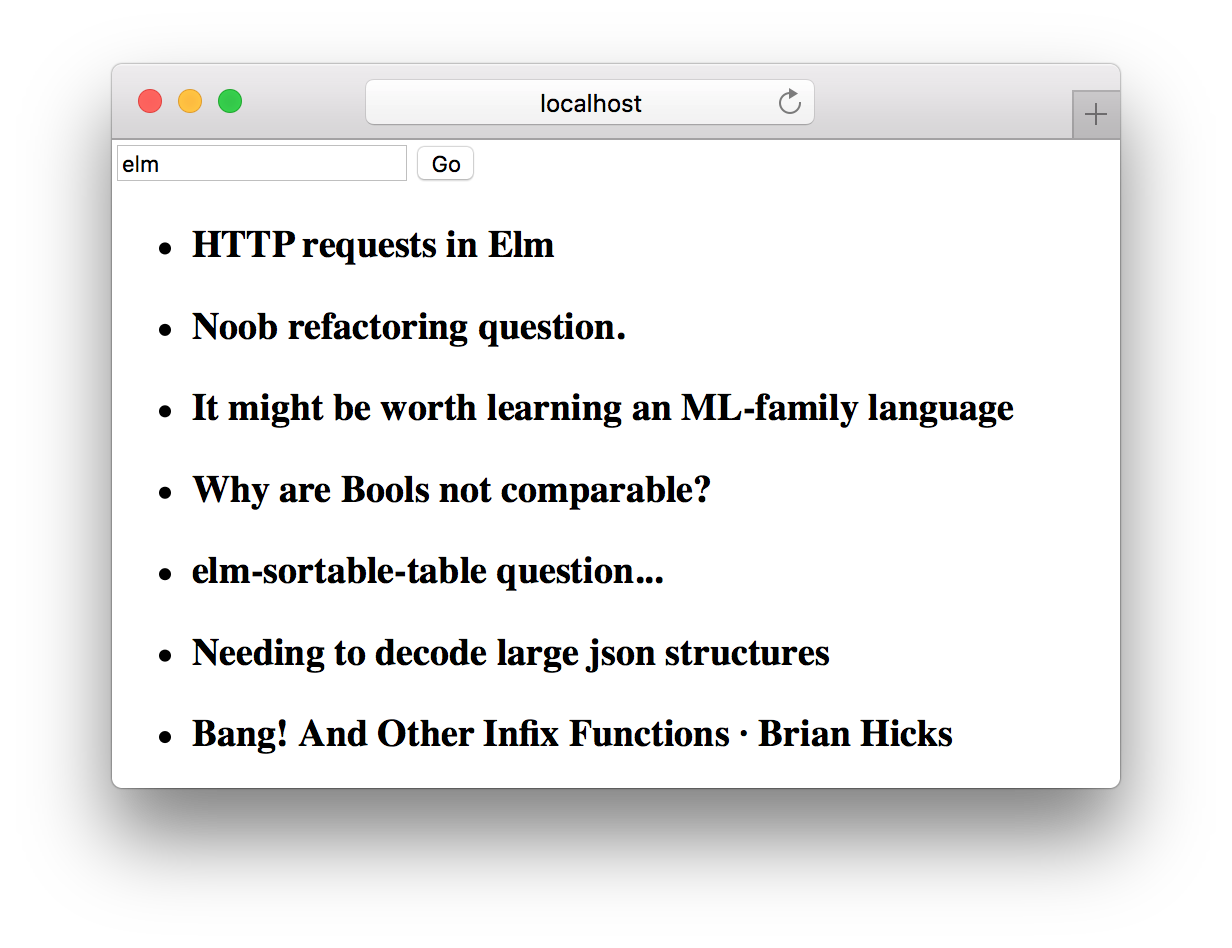 localhost
elm Go
HTTP requests in Elm
Noob refactoring question.
It might be worth learning an ML-family language
Why are Bools not comparable?
elm-sortable-table question...
Needing to decode large json structures
Bang! And Other Infix Functions · Brian Hicks